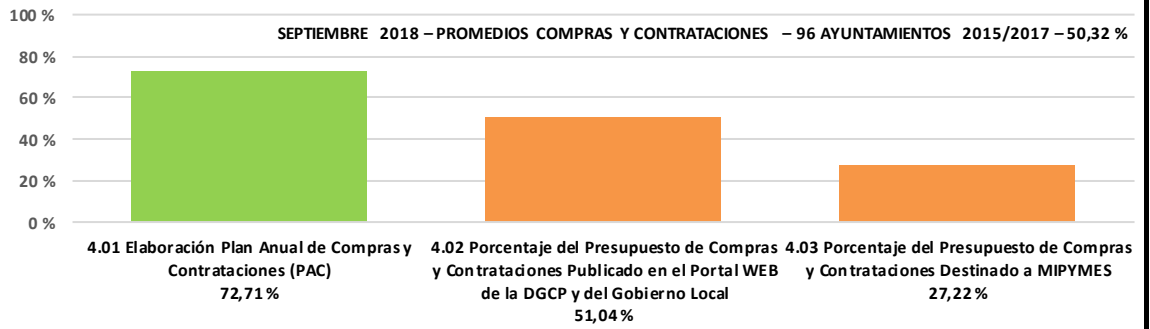 100 %
SEPTIEMBRE 2018 – PROMEDIOS COMPRAS Y CONTRATACIONES – 96 AYUNTAMIENTOS 2015/2017 – 50,32 %
80 %
60 %
40 %
20 %
0 %
4.01 Elaboración Plan Anual de Compras y
Contrataciones (PAC)
72,71 %
4.02 Porcentaje del Presupuesto de Compras
y Contrataciones Publicado en el Portal WEB
de la DGCP y del Gobierno Local
51,04 %
4.03 Porcentaje del Presupuesto de Compras
y Contrataciones Destinado a MIPYMES
27,22 %